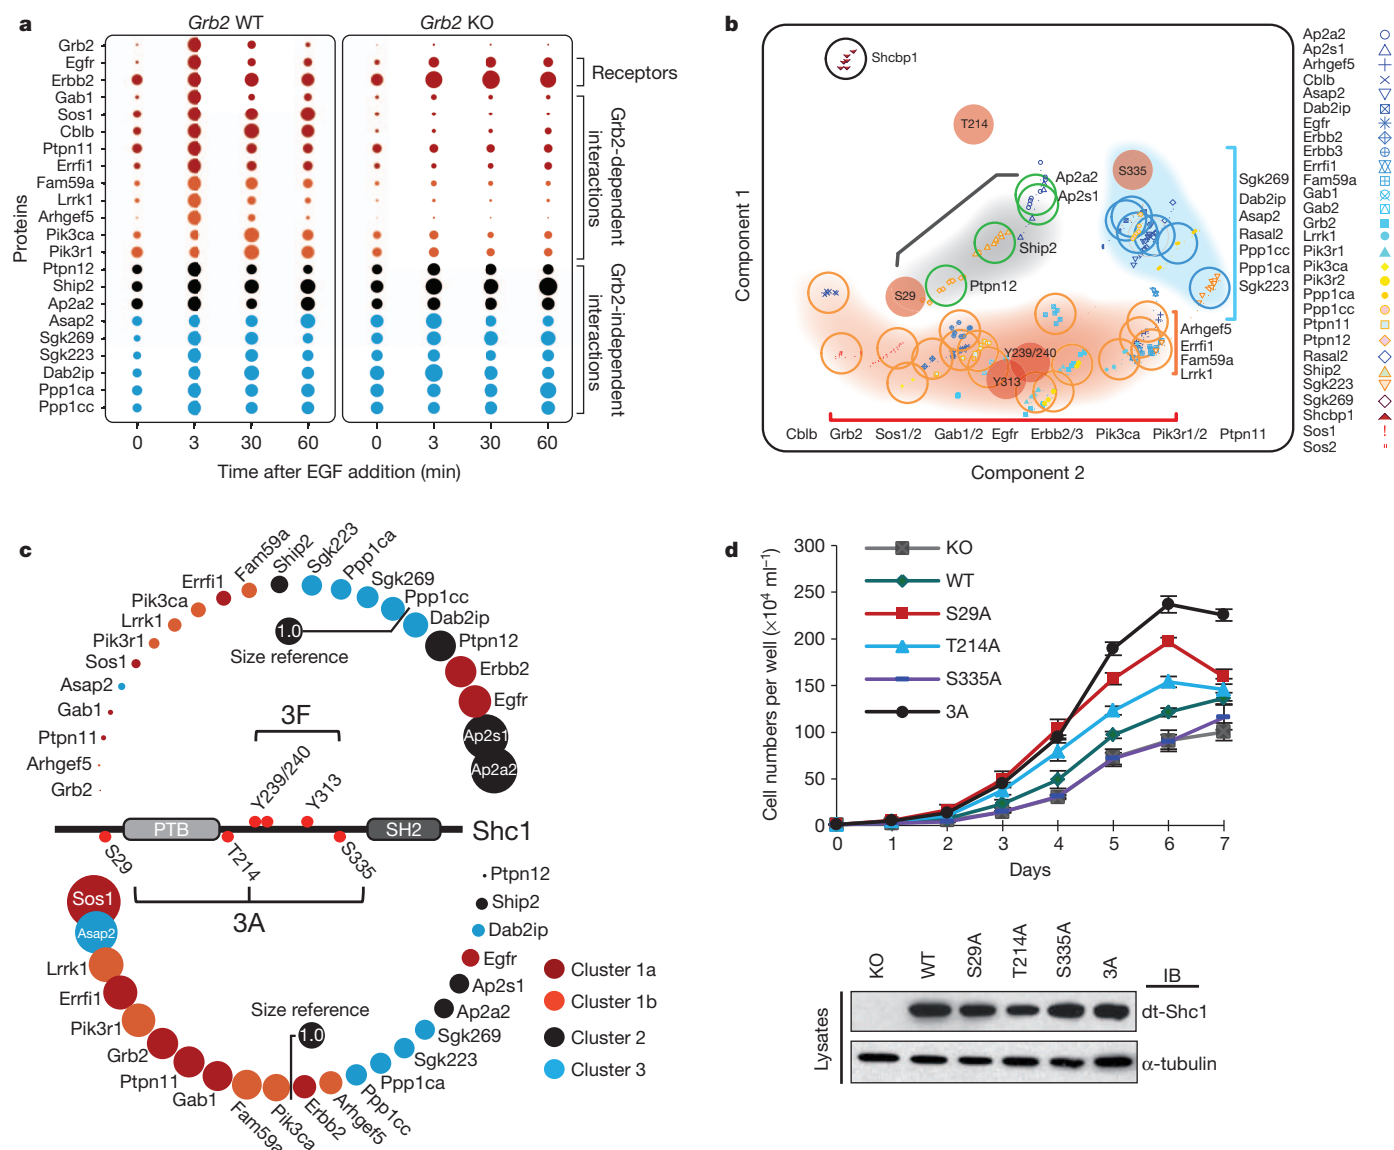 a
Grb2 WT
Grb2 KO
Proteins
Grb2
Egfr
Erbb2
Gab1
Sos1
Cblb
Ptpn11
Errfi1
Fam59a
Lrrk1
Arhgef5
Pik3ca
Pik3r1
Ptpn12
Ship2
Ap2a2
Asap2
Sgk269
Sgk223
Dab2ip
Ppp1ca
Ppp1cc
Receptors
Grb2-dependent
interactions
Grb2-independent
interactions
0 3 30 60 0 3 30 60
Time after EGF addition (min)
b
Component 1
Shcbp1
T214
S335
Ap2a2
Ap2s1
Ship2
Ptpn12
S29
Y239/240
Y313
Sgk269
Dab2ip
Asap2
Rasal2
Ppp1cc
Ppp1ca
Sgk223
Arhgef5
Errfi1
Fam59a
Lrrk1
Cblb Grb2 Sos1/2 Gab1/2 Egfr Erbb2/3 Pik3ca Pik3r1/2 Ptpn11
Component 2
Ap2a2
Ap2s1
Arhgef5
Cblb
Asap2
Dab2ip
Egfr
Erbb2
Erbb3
Errfi1
Fam59a
Gab1
Gab2
Grb2
Lrrk1
Pik3r1
Pik3ca
Pik3r2
Ppp1ca
Ppp1cc
Ptpn11
Ptpn12
Rasal2
Ship2
Sgk223
Sgk269
Shcbp1
Sos1
Sos2
c
Grb2
Arhgef5
Ptpn11
Gab1
Asap2
Sos1
Pik3r1
Lrrk1
Pik3ca
Errfi1
Fam59a
Ship2
Sgk223
Ppp1ca
Sgk269
Ppp1cc
Dab2ip
Ptpn12
Erbb2
Egfr
Ap2s1
Ap2a2
1.0
Size reference
3F
Y239/240
Y313
PTB
SH2
Shc1
S29
T214
S335
3A
Sos1
Asap2
Lrrk1
Errfi1
Pik3r1
Grb2
Ptpn11
Gab1
Fam59a
Pik3ca
Erbb2
Arhgef5
Ppp1cc
Ppp1ca
Sgk223
Sgk269
Ap2a2
Ap2s1
Egfr
Dab2ip
Ship2
Ptpn12
Size reference
1.0
Cluster 1a
Cluster 1b
Cluster 2
Cluster 3
d
Cell numbers per well (×10⁴ ml⁻¹)
300
250
200
150
100
50
0
KO
WT
S29A
T214A
S335A
3A
0 1 2 3 4 5 6 7
Days
KO WT S29A T214A S335A 3A
IB
Lysates
dt-Shc1
α-tubulin